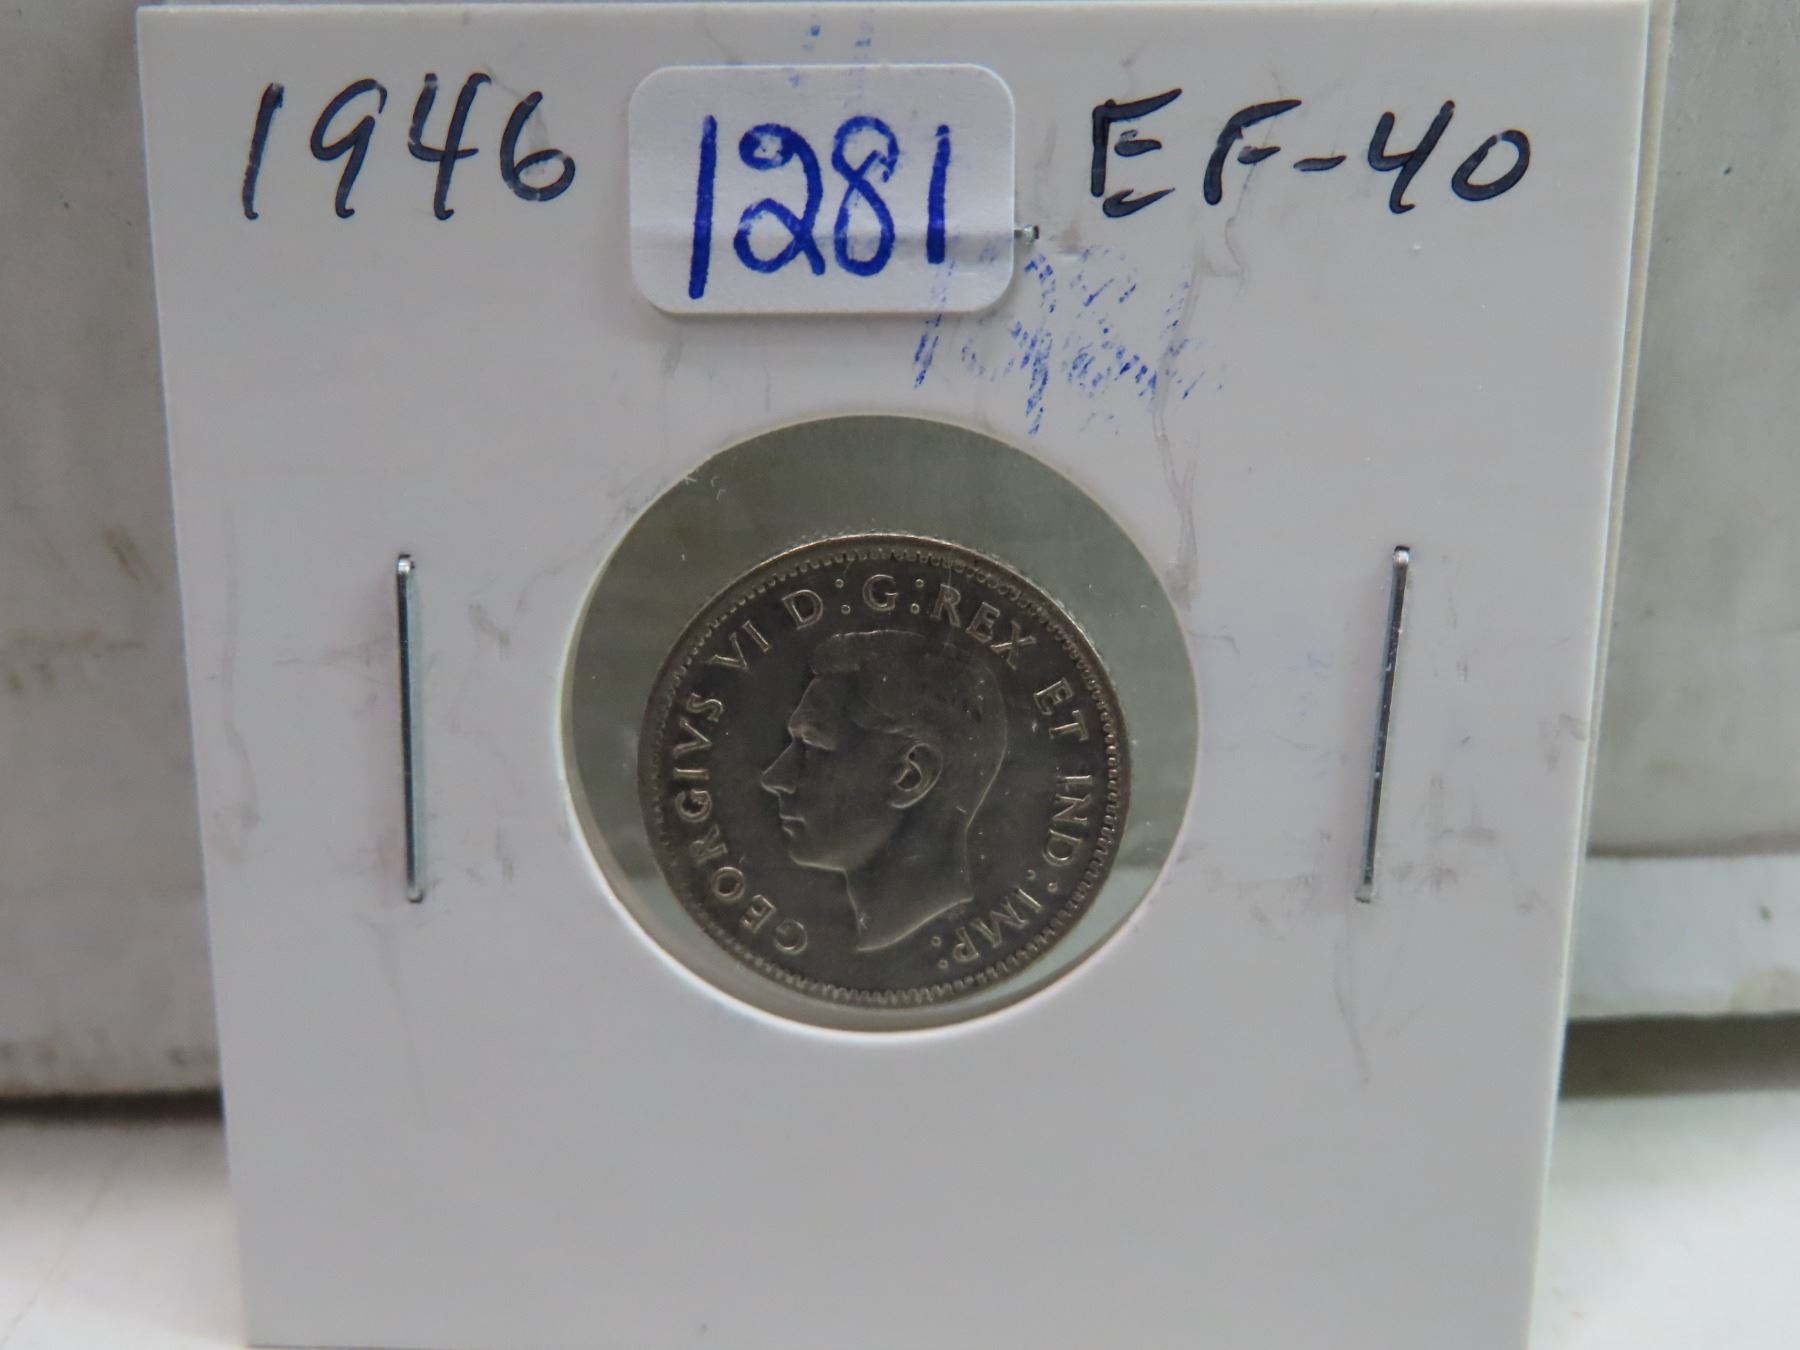 1946 1281 EF-40
GEORGIVS VI D:G:REX ET IND.IMP: